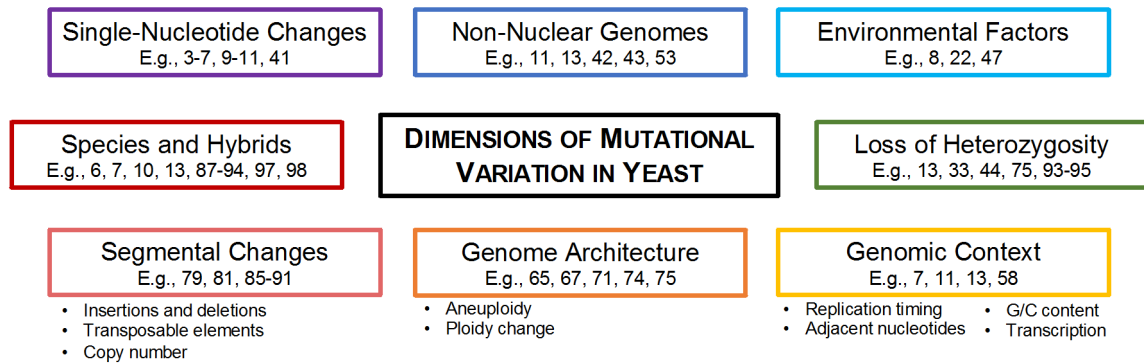 Single-Nucleotide Changes
E.g., 3-7, 9-11, 41
Non-Nuclear Genomes
E.g., 11, 13, 42, 43, 53
Environmental Factors
E.g., 8, 22, 47
Species and Hybrids
E.g., 6, 7, 10, 13, 87-94, 97, 98
DIMENSIONS OF MUTATIONAL
VARIATION IN YEAST
Loss of Heterozygosity
E.g., 13, 33, 44, 75, 93-95
Segmental Changes
E.g., 79, 81, 85-91
• Insertions and deletions
• Transposable elements
• Copy number
Genome Architecture
E.g., 65, 67, 71, 74, 75
• Aneuploidy
• Ploidy change
Genomic Context
E.g., 7, 11, 13, 58
• Replication timing
• Adjacent nucleotides
• G/C content
• Transcription